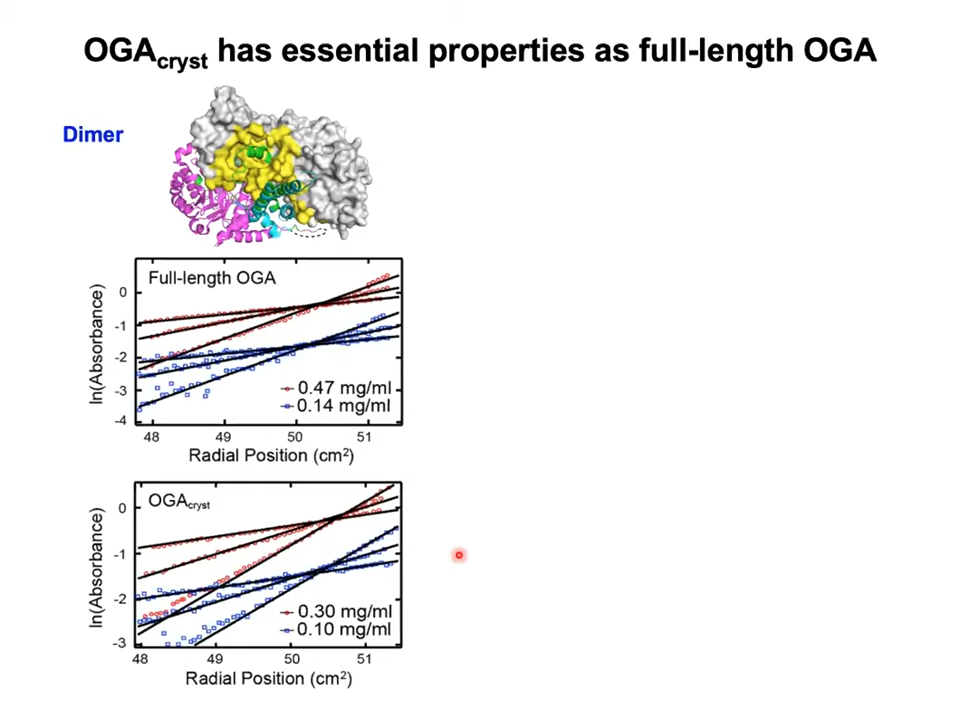 OGAcryst has essential properties as full-length OGA
Dimer
Full-length OGA
ln(Absorbance)
0
-1
-2
-3
-4
0.47 mg/ml
0.14 mg/ml
48 49 50 51
Radial Position (cm²)
OGAcryst
ln(Absorbance)
0
-1
-2
-3
0.30 mg/ml
0.10 mg/ml
48 49 50 51
Radial Position (cm²)